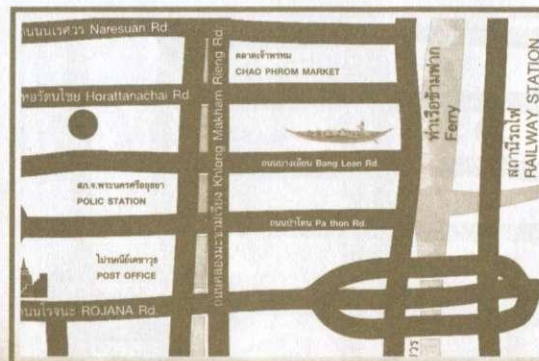 ถนนนเรศวร Naresuan Rd.
ตลาดเจ้าพรหม
CHAO PHROM MARKET
หอรัตนไชย Horattanachai Rd.
ถนนคลองมะขามเรียง Khlong Makham Rieng Rd.
ท่าเรือข้ามฟาก
Ferry
สถานีรถไฟ
RAILWAY STATION
ถนนบางเอียน Bang Lean Rd.
สภ.จ.พระนครศรีอยุธยา
POLIC STATION
ถนนป่าโทน Pa thon Rd.
ไปรษณีย์เดชาวุธ
POST OFFICE
ถนนโรจนะ ROJANA Rd.